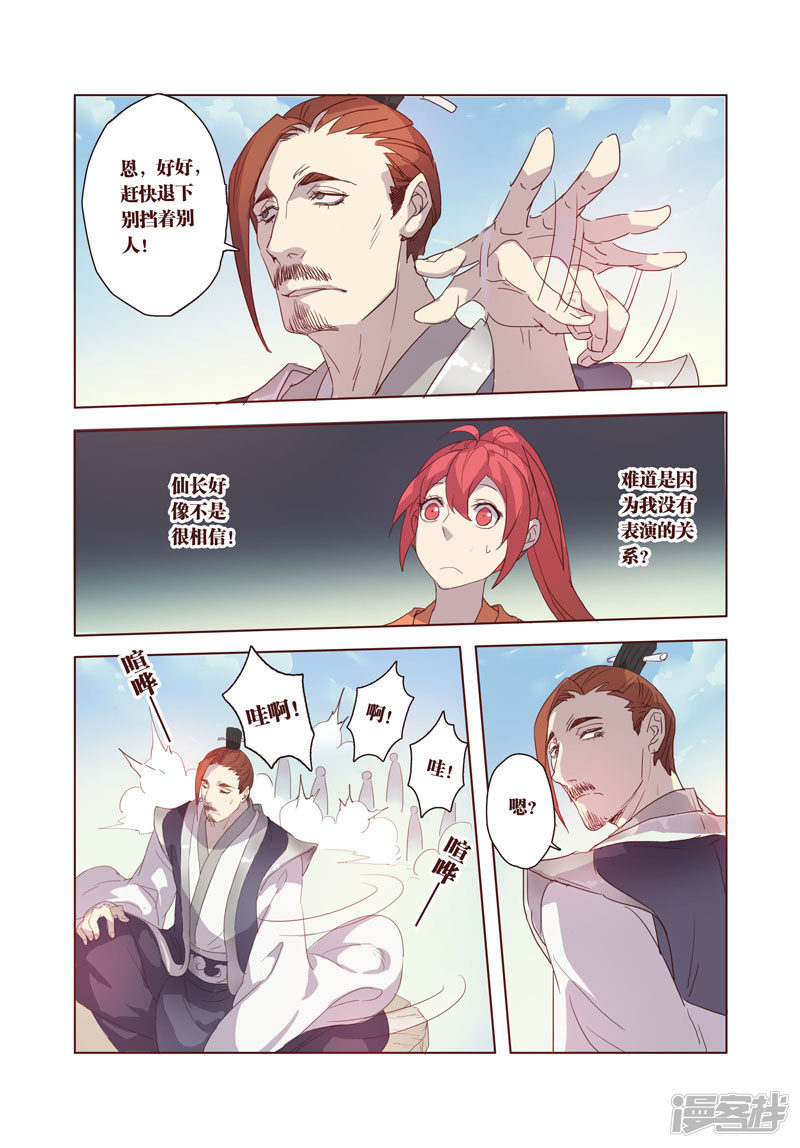 恩，好好，
赶快退下
别挡着别
人！
仙长好
像不是
很相信！
难道是因
为我没有
表演的关
系？
喧哗——
哇啊！
啊！
哇！
喧哗——
嗯？
漫客栈